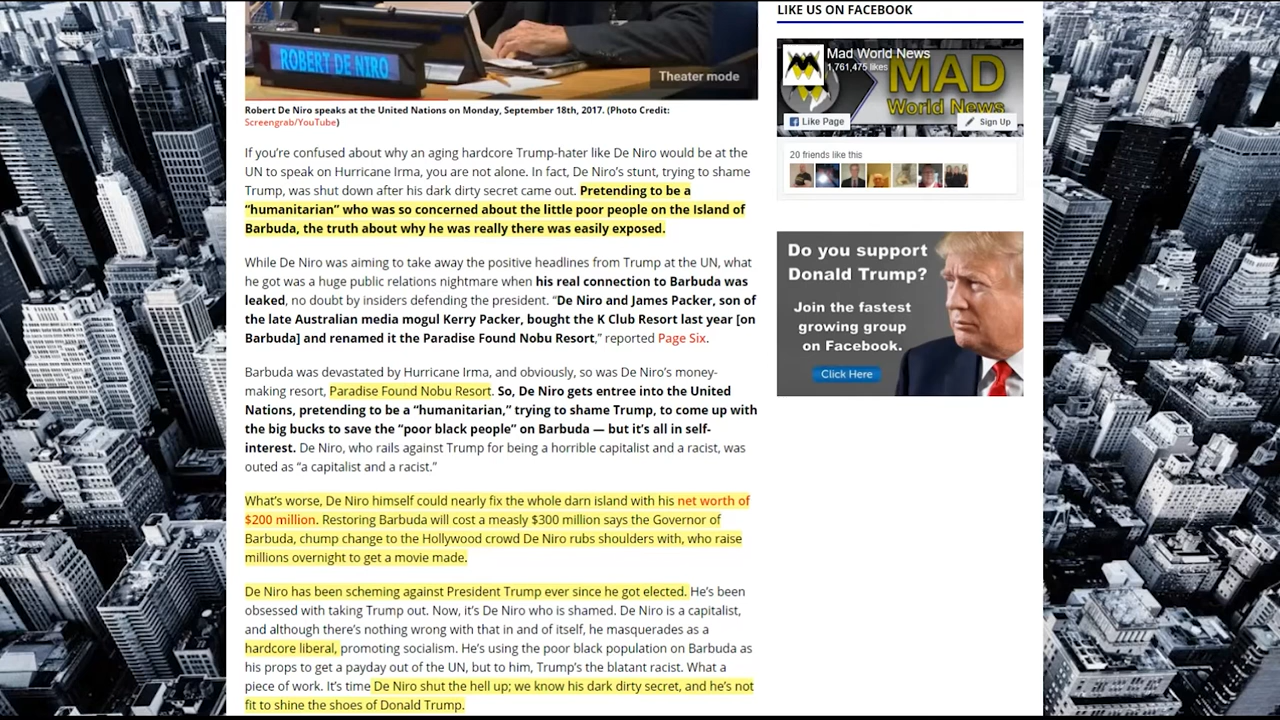 ROBERT DE NIRO
Theater mode
Robert De Niro speaks at the United Nations on Monday, September 18th, 2017. (Photo Credit:
Screengrab/YouTube)
If you're confused about why an aging hardcore Trump-hater like De Niro would be at the
UN to speak on Hurricane Irma, you are not alone. In fact, De Niro's stunt, trying to shame
Trump, was shut down after his dark dirty secret came out. Pretending to be a
“humanitarian” who was so concerned about the little poor people on the Island of
Barbuda, the truth about why he was really there was easily exposed.
While De Niro was aiming to take away the positive headlines from Trump at the UN, what
he got was a huge public relations nightmare when his real connection to Barbuda was
leaked, no doubt by insiders defending the president. “De Niro and James Packer, son of
the late Australian media mogul Kerry Packer, bought the K Club Resort last year [on
Barbuda] and renamed it the Paradise Found Nobu Resort,” reported Page Six.
Barbuda was devastated by Hurricane Irma, and obviously, so was De Niro's money-
making resort, Paradise Found Nobu Resort. So, De Niro gets entree into the United
Nations, pretending to be a “humanitarian,” trying to shame Trump, to come up with
the big bucks to save the “poor black people” on Barbuda — but it's all in self-
interest. De Niro, who rails against Trump for being a horrible capitalist and a racist, was
outed as “a capitalist and a racist.”
What's worse, De Niro himself could nearly fix the whole darn island with his net worth of
$200 million. Restoring Barbuda will cost a measly $300 million says the Governor of
Barbuda, chump change to the Hollywood crowd De Niro rubs shoulders with, who raise
millions overnight to get a movie made.
De Niro has been scheming against President Trump ever since he got elected. He's been
obsessed with taking Trump out. Now, it's De Niro who is shamed. De Niro is a capitalist,
and although there's nothing wrong with that in and of itself, he masquerades as a
hardcore liberal, promoting socialism. He's using the poor black population on Barbuda as
his props to get a payday out of the UN, but to him, Trump's the blatant racist. What a
piece of work. It's time De Niro shut the hell up; we know his dark dirty secret, and he's not
fit to shine the shoes of Donald Trump.
LIKE US ON FACEBOOK
Mad World News
1,761,475 likes
MAD
World News
Like Page
Sign Up
20 friends like this
Do you support
Donald Trump?
Join the fastest
growing group
on Facebook.
Click Here